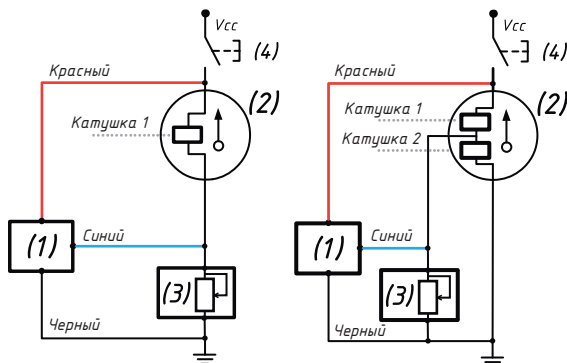 Vcc
(4)
Красный
(2)
Катушка 1
Синий
(1)
(3)
Черный
Vcc
(4)
Красный
(2)
Катушка 1
Катушка 2
Синий
(1)
(3)
Черный